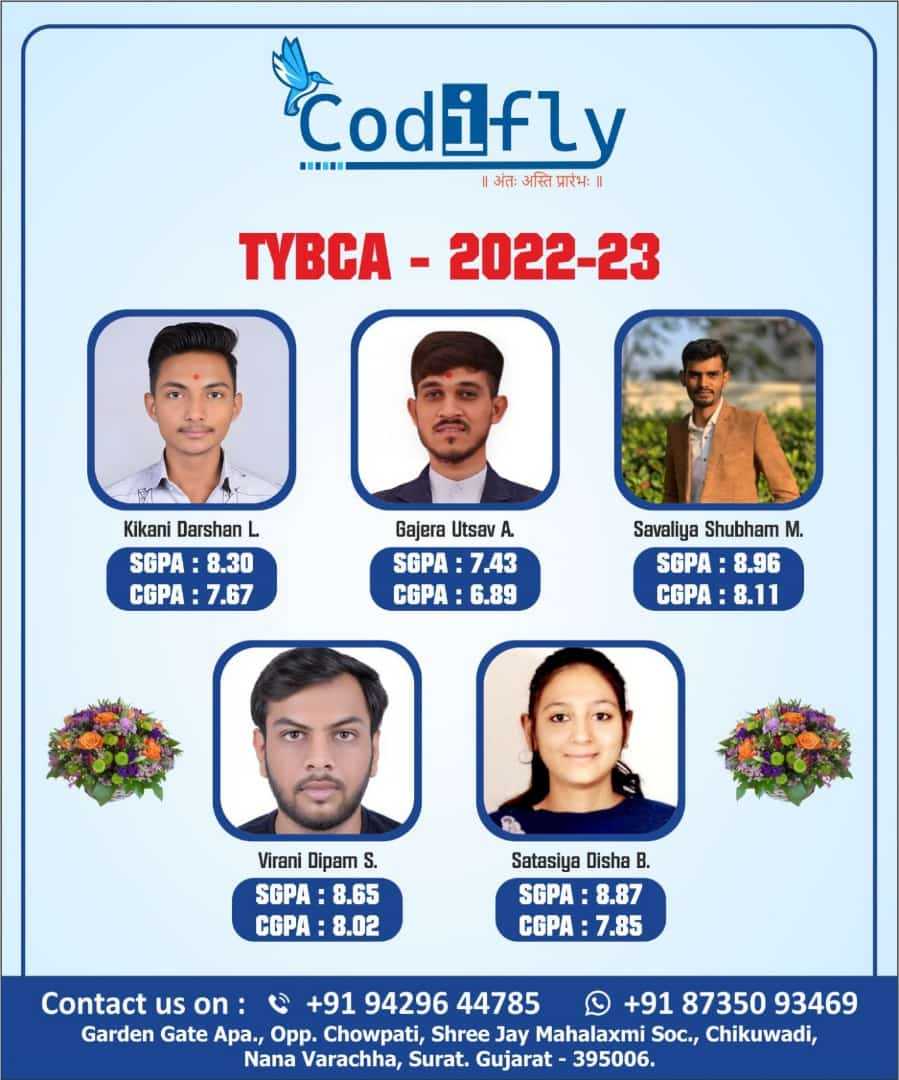 Codifly
॥ अंतः अस्ति प्रारंभः ॥
TYBCA - 2022-23
Kikani Darshan L.
SGPA : 8.30
CGPA : 7.67
Gajera Utsav A.
SGPA : 7.43
CGPA : 6.89
Savaliya Shubham M.
SGPA : 8.96
CGPA : 8.11
Virani Dipam S.
SGPA : 8.65
CGPA : 8.02
Satasiya Disha B.
SGPA : 8.87
CGPA : 7.85
Contact us on : +91 94296 44785 +91 87350 93469
Garden Gate Apa., Opp. Chowpati, Shree Jay Mahalaxmi Soc., Chikuwadi,
Nana Varachha, Surat. Gujarat - 395006.